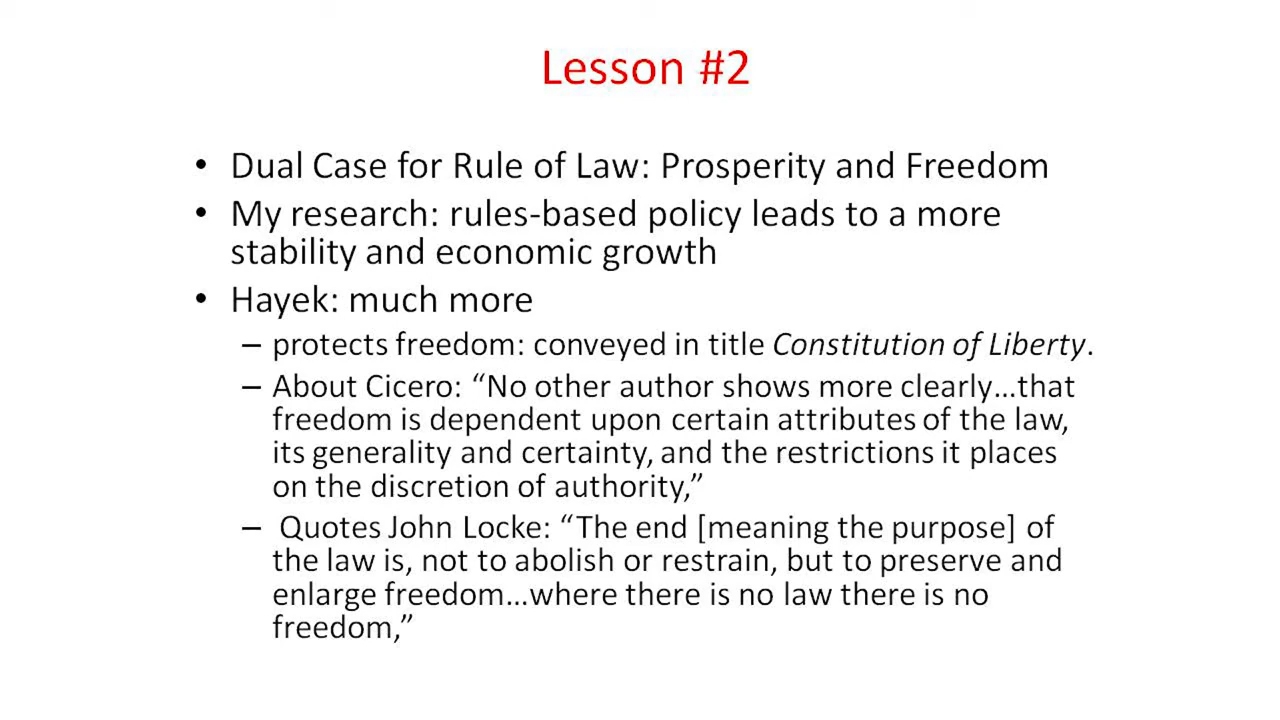 Lesson #2
• Dual Case for Rule of Law: Prosperity and Freedom
• My research: rules-based policy leads to a more
stability and economic growth
• Hayek: much more
– protects freedom: conveyed in title Constitution of Liberty.
– About Cicero: “No other author shows more clearly…that
freedom is dependent upon certain attributes of the law,
its generality and certainty, and the restrictions it places
on the discretion of authority,”
– Quotes John Locke: “The end [meaning the purpose] of
the law is, not to abolish or restrain, but to preserve and
enlarge freedom…where there is no law there is no
freedom,”